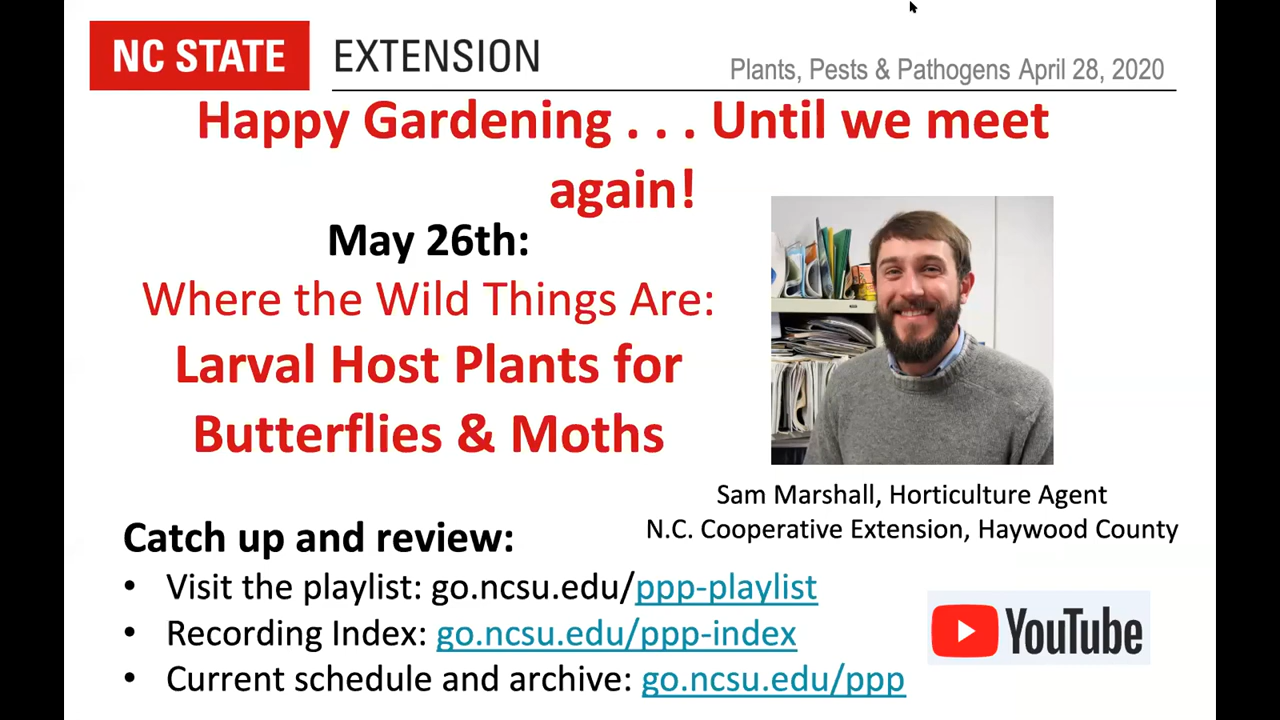 NC STATE EXTENSION
Plants, Pests & Pathogens April 28, 2020
Happy Gardening . . . Until we meet
again!
May 26th:
Where the Wild Things Are:
Larval Host Plants for
Butterflies & Moths
Sam Marshall, Horticulture Agent
N.C. Cooperative Extension, Haywood County
Catch up and review:
• Visit the playlist: go.ncsu.edu/ppp-playlist
• Recording Index: go.ncsu.edu/ppp-index
• Current schedule and archive: go.ncsu.edu/ppp
YouTube